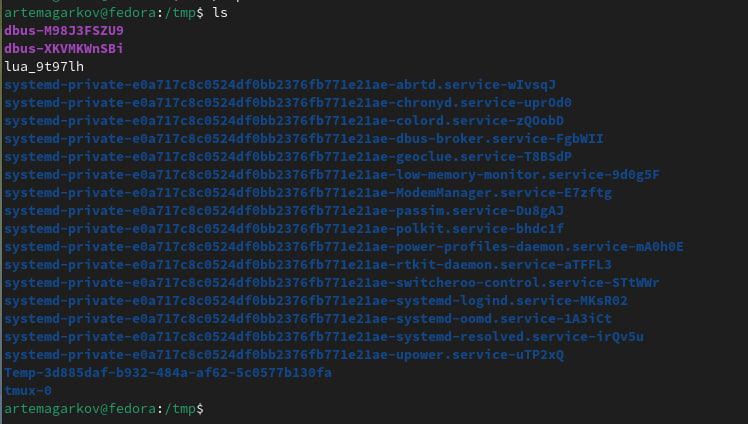 artemagarkov@fedora:/tmp$ ls
dbus-M98J3FSZU9
dbus-XKVMKWnSBi
lua_9t97lh
systemd-private-e0a717c8c0524df0bb2376fb771e21ae-abrtd.service-wIvsqJ
systemd-private-e0a717c8c0524df0bb2376fb771e21ae-chronyd.service-uprOd0
systemd-private-e0a717c8c0524df0bb2376fb771e21ae-colord.service-zQOobD
systemd-private-e0a717c8c0524df0bb2376fb771e21ae-dbus-broker.service-FgbWII
systemd-private-e0a717c8c0524df0bb2376fb771e21ae-geoclue.service-T8BSdP
systemd-private-e0a717c8c0524df0bb2376fb771e21ae-low-memory-monitor.service-9d0g5F
systemd-private-e0a717c8c0524df0bb2376fb771e21ae-ModemManager.service-E7zftg
systemd-private-e0a717c8c0524df0bb2376fb771e21ae-passim.service-Du8gAJ
systemd-private-e0a717c8c0524df0bb2376fb771e21ae-polkit.service-bhdc1f
systemd-private-e0a717c8c0524df0bb2376fb771e21ae-power-profiles-daemon.service-mA0h0E
systemd-private-e0a717c8c0524df0bb2376fb771e21ae-rtkit-daemon.service-aTFFL3
systemd-private-e0a717c8c0524df0bb2376fb771e21ae-switcheroo-control.service-STtWWr
systemd-private-e0a717c8c0524df0bb2376fb771e21ae-systemd-logind.service-MKsR02
systemd-private-e0a717c8c0524df0bb2376fb771e21ae-systemd-oomd.service-1A3iCt
systemd-private-e0a717c8c0524df0bb2376fb771e21ae-systemd-resolved.service-irQv5u
systemd-private-e0a717c8c0524df0bb2376fb771e21ae-upower.service-uTP2xQ
Temp-3d885daf-b932-484a-af62-5c0577b130fa
tmux-0
artemagarkov@fedora:/tmp$